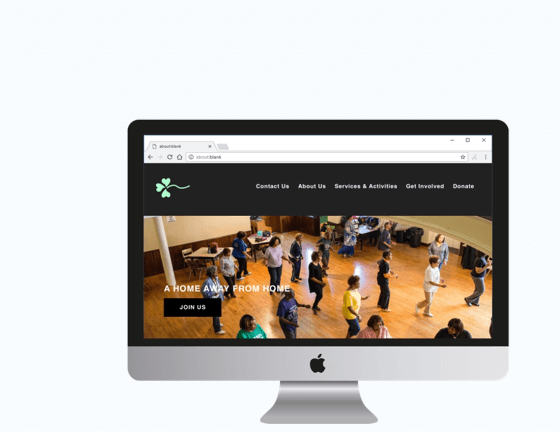 about:blank
about:blank
Contact Us About Us Services & Activities Get Involved Donate
A HOME AWAY FROM HOME
JOIN US